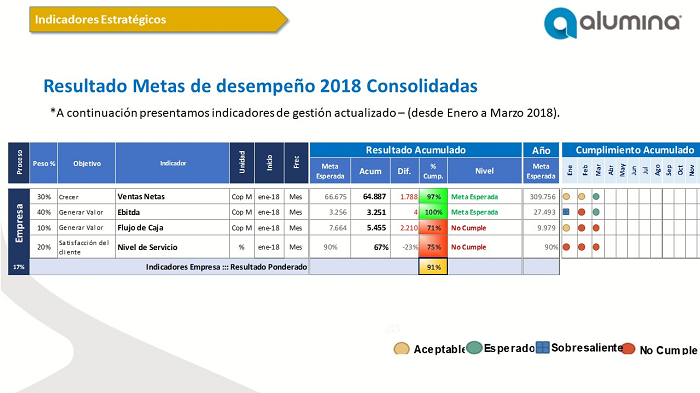 Indicadores Estratégicos
alumina
Resultado Metas de desempeño 2018 Consolidadas
*A continuación presentamos indicadores de gestión actualizado – (desde Enero a Marzo 2018).
Resultado Acumulado Año Cumplimiento Acumulado
Proceso Peso % Objetivo Indicador Unidad Inicio Frec Meta Esperada Acum Dif. % Cump. Nivel Meta Esperada Ene Feb Mar Abr May Jun Jul Ago Sep Oct Nov
Empresa
30% Crecer Ventas Netas Cop M ene-18 Mes 66.675 64.887 1.788 97% Meta Esperada 309.756
40% Generar Valor Ebitda Cop M ene-18 Mes 3.256 3.251 4 100% Meta Esperada 27.493
10% Generar Valor Flujo de Caja Cop M ene-18 Mes 7.664 5.455 2.210 71% No Cumple 9.979
20% Satisfacción del cliente Nivel de Servicio % ene-18 Mes 90% 67% -23% 75% No Cumple 90%
17% Indicadores Empresa ::: Resultado Ponderado 91%
Aceptable Esperado Sobresaliente No Cumple